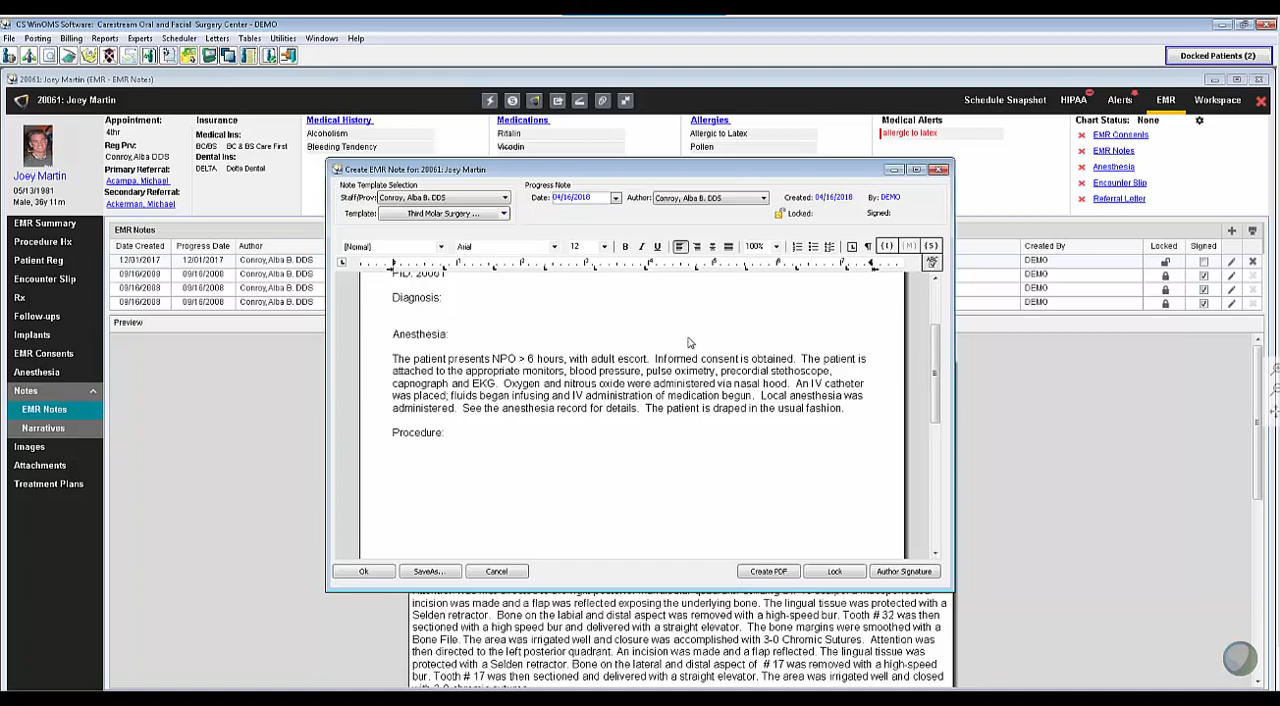 CS WinOMS Software: Carestream Oral and Facial Surgery Center - DEMO
File Posting Billing Reports Experts Scheduler Letters Tables Utilities Windows Help
Docked Patients (2)
20061: Joey Martin (EMR - EMR Notes)
20061: Joey Martin
Schedule Snapshot HIPAA Alerts EMR Workspace
Appointment:
4thr
Reg Prv:
Conroy,Alba DDS
Primary Referral:
Acampa, Michael
Secondary Referral:
Ackerman, Michael
Insurance
Medical Ins:
BC/BS BC & BS Care First
Dental Ins:
DELTA Delta Dental
Medical History
Alcoholism
Bleeding Tendency
Medications
Ritalin
Vicodin
Allergies
Allergic to Latex
Pollen
Medical Alerts
allergic to latex
Chart Status: None
EMR Consents
EMR Notes
Anesthesia
Encounter Slip
Referral Letter
Joey Martin
05/13/1981
Male, 36y 11m
EMR Summary
Procedure Hx
Patient Reg
Encounter Slip
Rx
Follow-ups
Implants
EMR Consents
Anesthesia
Notes
EMR Notes
Narratives
Images
Attachments
Treatment Plans
EMR Notes
Date Created Progress Date Author Created By Locked Signed
12/31/2017 12/01/2017 Conroy,Alba B. DDS DEMO
09/16/2008 09/16/2008 Conroy,Alba B. DDS DEMO
09/16/2008 09/16/2008 Conroy,Alba B. DDS DEMO
09/16/2008 09/16/2008 Conroy,Alba B. DDS DEMO
Preview
Create EMR Note for: 20061: Joey Martin
Note Template Selection
Staff/Prov: Conroy, Alba B. DDS
Template: Third Molar Surgery ...
Progress Note
Date: 04/16/2018 Author: Conroy, Alba B. DDS Created: 04/16/2018 By: DEMO
Locked: Signed:
[Normal] Arial 12 B I U 100%
PID: 20061
Diagnosis:
Anesthesia:
The patient presents NPO > 6 hours, with adult escort. Informed consent is obtained. The patient is
attached to the appropriate monitors, blood pressure, pulse oximetry, precordial stethoscope,
capnograph and EKG. Oxygen and nitrous oxide were administered via nasal hood. An IV catheter
was placed; fluids began infusing and IV administration of medication begun. Local anesthesia was
administered. See the anesthesia record for details. The patient is draped in the usual fashion.
Procedure:
Ok SaveAs... Cancel Create PDF Lock Author Signature
incision was made and a flap was reflected exposing the underlying bone. The lingual tissue was protected with a
Selden retractor. Bone on the labial and distal aspect was removed with a high-speed bur. Tooth # 32 was then
sectioned with a high speed bur and delivered with a straight elevator. The bone margins were smoothed with a
Bone File. The area was irrigated well and closure was accomplished with 3-0 Chromic Sutures. Attention was
then directed to the left posterior quadrant. An incision was made and a flap reflected. The lingual tissue was
protected with a Selden retractor. Bone on the lateral and distal aspect of # 17 was removed with a high-speed
bur. Tooth # 17 was then sectioned and delivered with a straight elevator. The area was irrigated well and closed